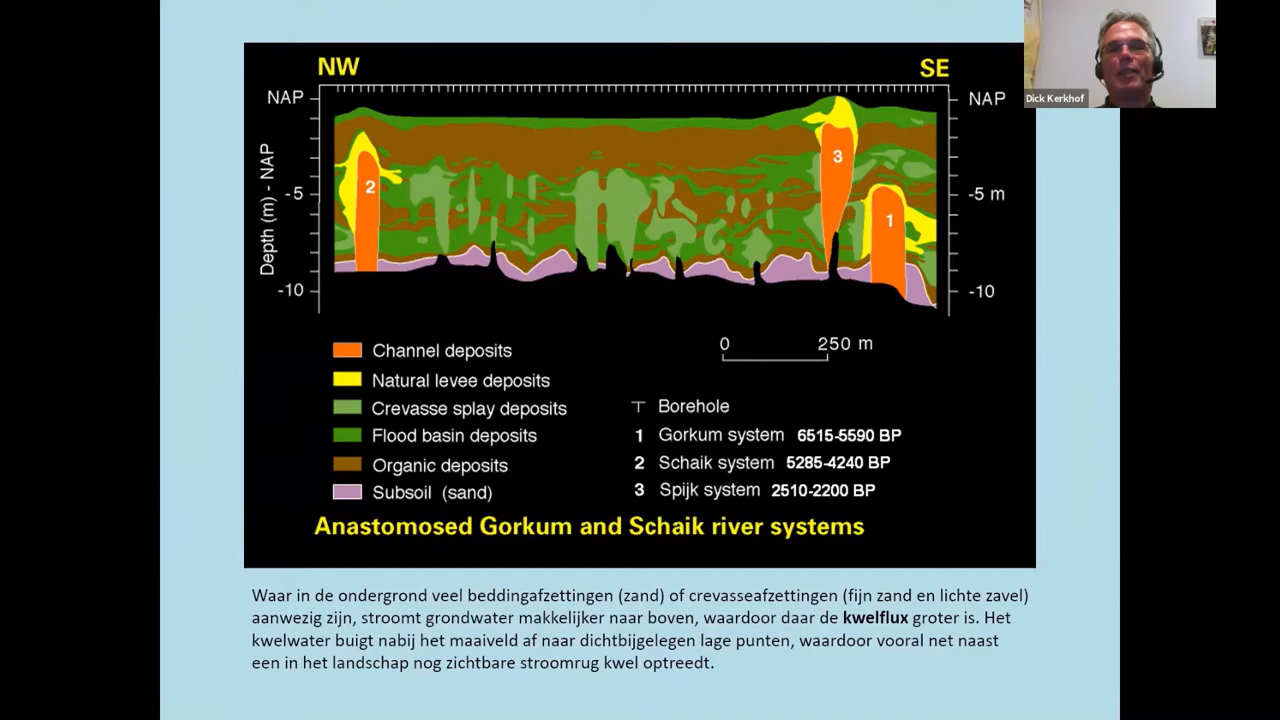 NW
SE
NAP
NAP
Dick Kerkhof
Depth (m) - NAP
-5
-5 m
-10
-10
2
3
1
Channel deposits
Natural levee deposits
Crevasse splay deposits
Flood basin deposits
Organic deposits
Subsoil (sand)
0 250 m
Borehole
1 Gorkum system 6515-5590 BP
2 Schaik system 5285-4240 BP
3 Spijk system 2510-2200 BP
Anastomosed Gorkum and Schaik river systems
Waar in de ondergrond veel beddingafzettingen (zand) of crevasseafzettingen (fijn zand en lichte zavel)
aanwezig zijn, stroomt grondwater makkelijker naar boven, waardoor daar de kwelflux groter is. Het
kwelwater buigt nabij het maaiveld af naar dichtbijgelegen lage punten, waardoor vooral net naast
een in het landschap nog zichtbare stroomrug kwel optreedt.